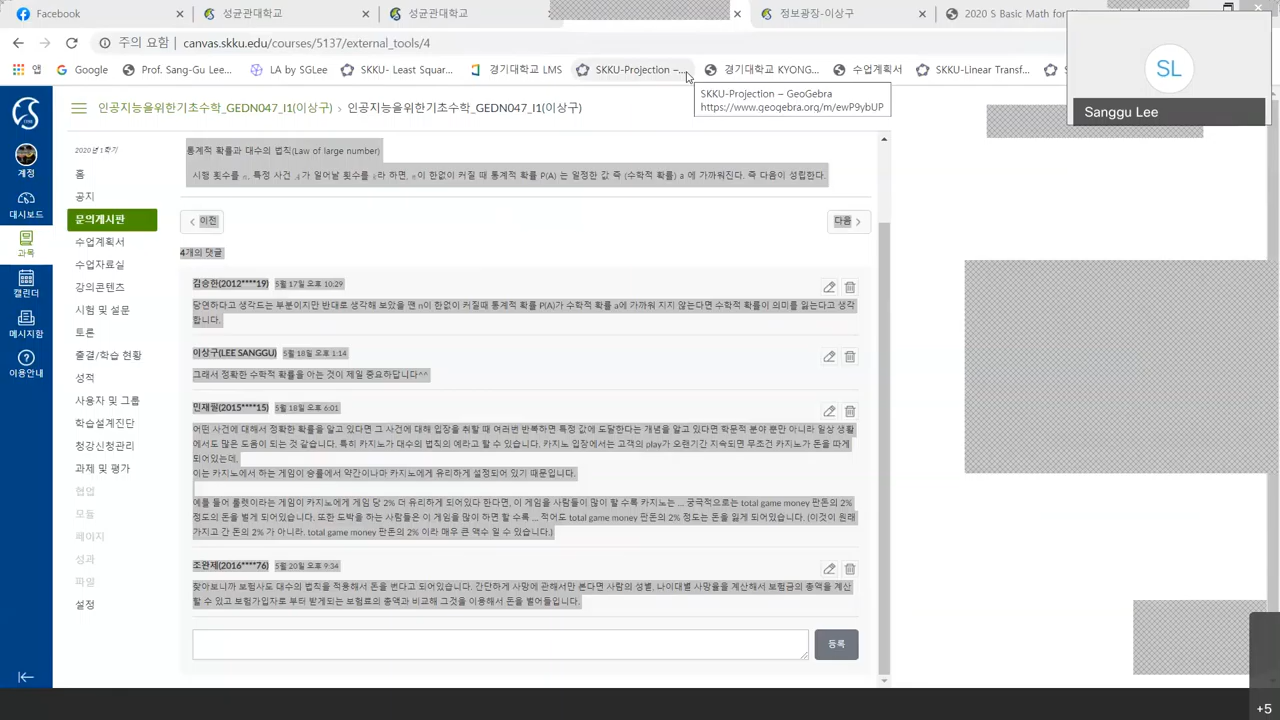 Facebook
성균관대학교
성균관대학교
정보광장-이상구
2020 S Basic Math for
주의 요함 | canvas.skku.edu/courses/5137/external_tools/4
앱
Google
Prof. Sang-Gu Lee...
LA by SGLee
SKKU- Least Squar...
경기대학교 LMS
SKKU-Projection –...
경기대학교 KYONG...
수업계획서
SKKU-Linear Transf...
SKKU-Projection – GeoGebra
https://www.geogebra.org/m/ewP9ybUP
SL
Sanggu Lee
인공지능을위한기초수학_GEDN047_I1(이상구) › 인공지능을위한기초수학_GEDN047_I1(이상구)
계정
대시보드
과목
캘린더
메시지함
이용안내
2020년 1학기
홈
공지
문의게시판
수업계획서
수업자료실
강의콘텐츠
시험 및 설문
토론
출결/학습 현황
성적
사용자 및 그룹
학습설계진단
청강신청관리
과제 및 평가
협업
모듈
페이지
성과
파일
설정
통계적 확률과 대수의 법칙(Law of large number)
시행 횟수를 n, 특정 사건 A가 일어날 횟수를 r라 하면, n이 한없이 커질 때 통계적 확률 P(A) 는 일정한 값 즉 (수학적 확률) a 에 가까워진다. 즉 다음이 성립한다.
이전
다음
4개의 댓글
김승한(2012****19) 5월 17일 오후 10:29
당연하다고 생각드는 부분이지만 반대로 생각해 보았을 땐 n이 한없이 커질때 통계적 확률 P(A)가 수학적 확률 a에 가까워 지지 않는다면 수학적 확률이 의미를 잃는다고 생각
합니다.
이상구(LEE SANGGU) 5월 18일 오후 1:14
그래서 정확한 수학적 확률을 아는 것이 제일 중요하답니다^^
민재필(2015****15) 5월 18일 오후 6:01
어떤 사건에 대해서 정확한 확률을 알고 있다면 그 사건에 대해 입장을 취할 때 여러번 반복하면 특정 값에 도달한다는 개념을 알고 있다면 학문적 분야 뿐만 아니라 일상 생활
에서도 많은 도움이 되는 것 같습니다. 특히 카지노가 대수의 법칙의 예라고 할 수 있습니다. 카지노 입장에서는 고객의 play가 오랜기간 지속되면 무조건 카지노가 돈을 따게
되어있는데,
이는 카지노에서 하는 게임이 승률에서 약간이나마 카지노에게 유리하게 설정되어 있기 때문입니다.
예를 들어 룰렛이라는 게임이 카지노에게 게임 당 2% 더 유리하게 되어있다 한다면, 이 게임을 사람들이 많이 할 수록 카지노는 ... 궁극적으로는 total game money 판돈의 2%
정도의 돈을 벌게 되어있습니다. 또한 도박을 하는 사람들은 이 게임을 많이 하면 할 수록 ... 적어도 total game money 판돈의 2% 정도는 돈을 잃게 되어있습니다. (이것이 원래
가지고 간 돈의 2% 가 아니라. total game money 판돈의 2% 이라 매우 큰 액수 일 수 있습니다.)
조완제(2016****76) 5월 20일 오후 9:34
찾아보니까 보험사도 대수의 법칙을 적용해서 돈을 번다고 되어있습니다. 간단하게 사망에 관해서만 본다면 사람의 성별, 나이대별 사망율을 계산해서 보험금의 총액을 계산
할 수 있고 보험가입자로 부터 받게되는 보험료의 총액과 비교해 그것을 이용해서 돈을 벌어들입니다.
등록
+5